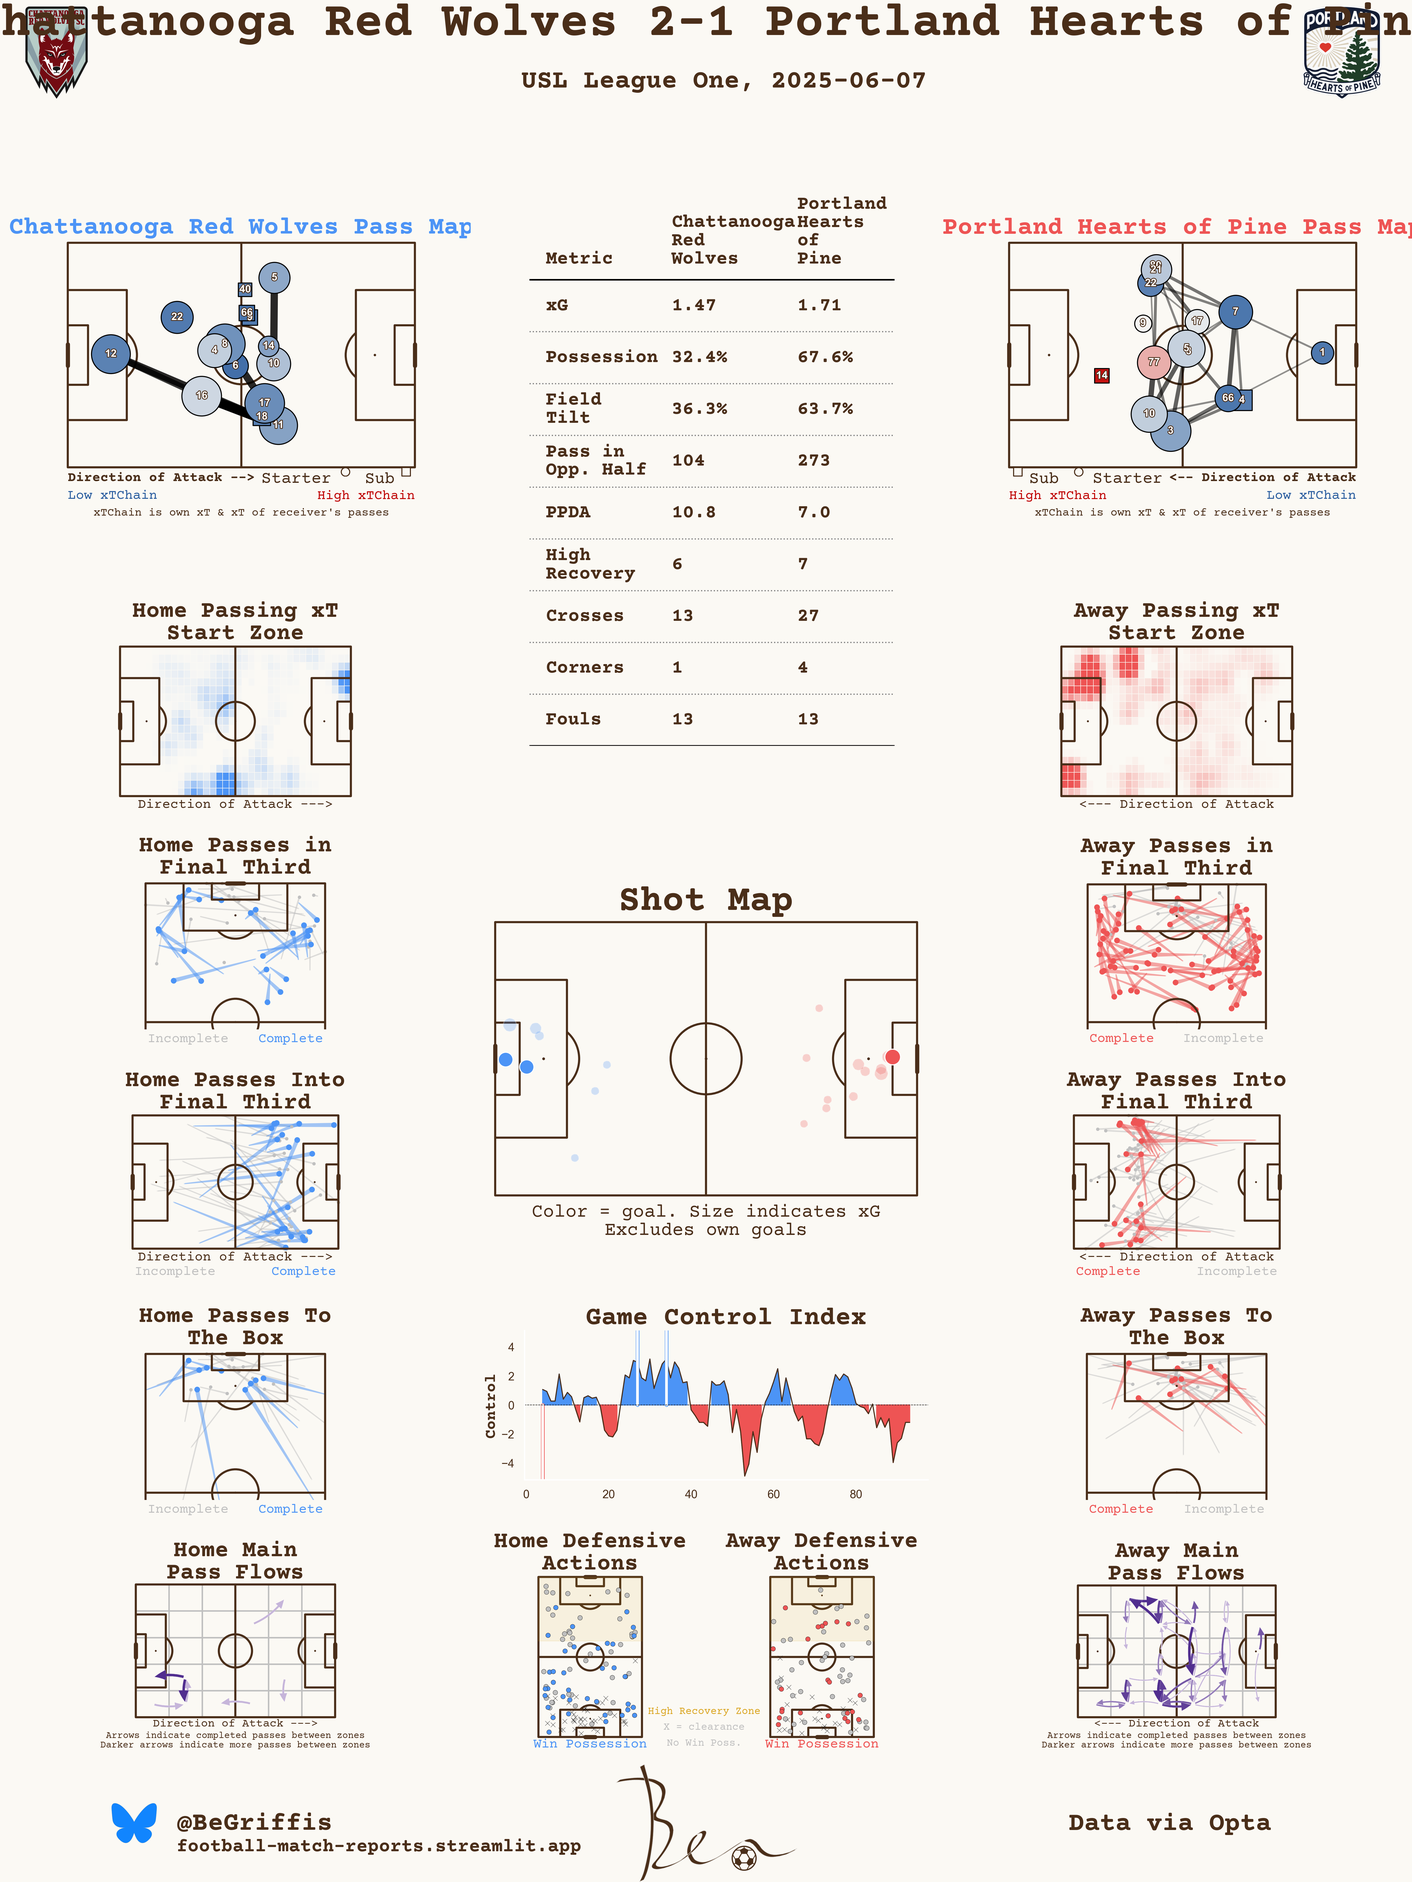 hattanooga Red Wolves 2-1 Portland Hearts of Pin
USL League One, 2025-06-07
CHATTANOOGA
RED WOLVES SC
PORTLAND
HEARTS OF PINE
Chattanooga Red Wolves Pass Map
5
40
66
22
8
4
14
12
6
10
16
17
18
11
Direction of Attack --> Starter Sub
Low xTChain High xTChain
xTChain is own xT & xT of receiver's passes
Metric Chattanooga Red Wolves Portland Hearts of Pine
xG 1.47 1.71
Possession 32.4% 67.6%
Field Tilt 36.3% 63.7%
Pass in Opp. Half 104 273
PPDA 10.8 7.0
High Recovery 6 7
Crosses 13 27
Corners 1 4
Fouls 13 13
Portland Hearts of Pine Pass Map
21
22
9
17
7
5
77
1
14
66
4
10
3
Sub Starter <-- Direction of Attack
High xTChain Low xTChain
xTChain is own xT & xT of receiver's passes
Home Passing xT
Start Zone
Direction of Attack --->
Away Passing xT
Start Zone
<--- Direction of Attack
Home Passes in
Final Third
Incomplete Complete
Away Passes in
Final Third
Complete Incomplete
Shot Map
Color = goal. Size indicates xG
Excludes own goals
Home Passes Into
Final Third
Direction of Attack --->
Incomplete Complete
Away Passes Into
Final Third
<--- Direction of Attack
Complete Incomplete
Home Passes To
The Box
Incomplete Complete
Game Control Index
Control
4
2
0
−2
−4
0 20 40 60 80
Away Passes To
The Box
Complete Incomplete
Home Main
Pass Flows
Direction of Attack --->
Arrows indicate completed passes between zones
Darker arrows indicate more passes between zones
Home Defensive
Actions
Win Possession
Away Defensive
Actions
Win Possession
High Recovery Zone
X = clearance
No Win Poss.
Away Main
Pass Flows
<--- Direction of Attack
Arrows indicate completed passes between zones
Darker arrows indicate more passes between zones
@BeGriffis
football-match-reports.streamlit.app
Ben
Data via Opta